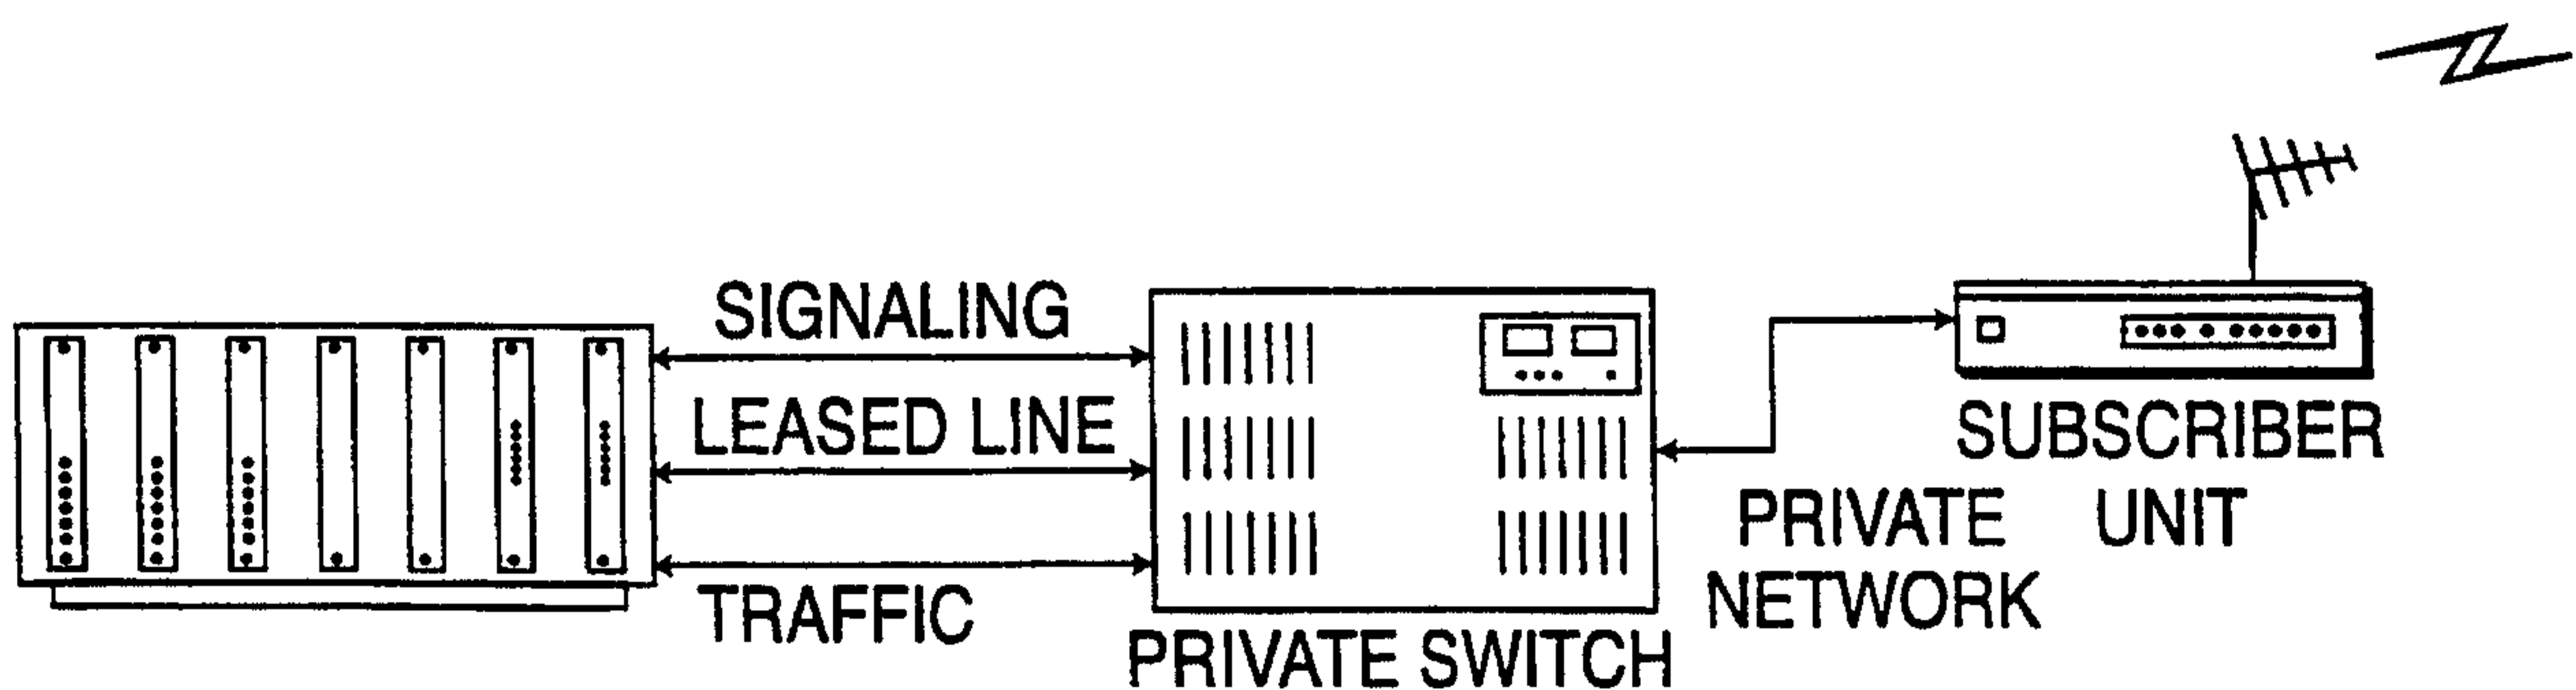 SIGNALING
LEASED LINE
TRAFFIC
PRIVATE SWITCH
PRIVATE
NETWORK
SUBSCRIBER
UNIT